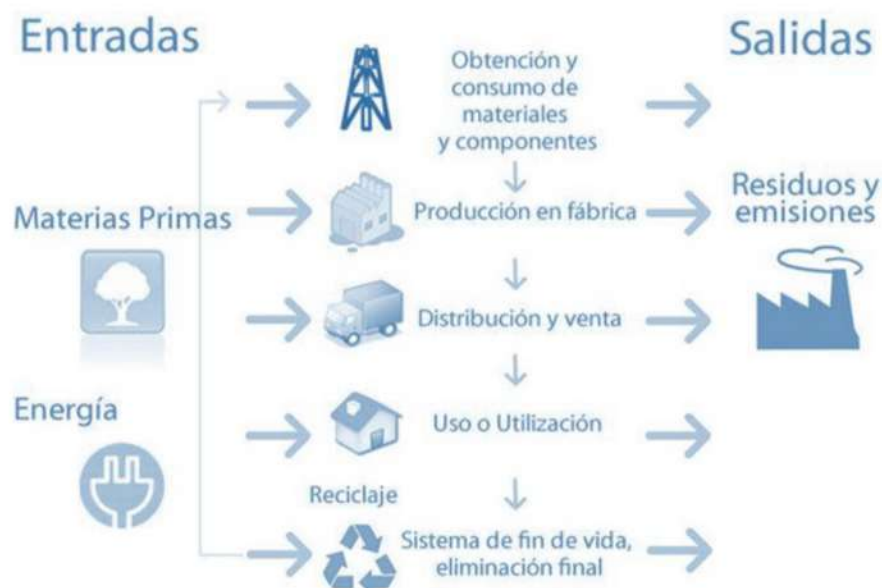 Entradas
Salidas
Obtención y
consumo de
materiales
y componentes
Materias Primas
Producción en fábrica
Residuos y
emisiones
Distribución y venta
Energía
Uso o Utilización
Reciclaje
Sistema de fin de vida,
eliminación final